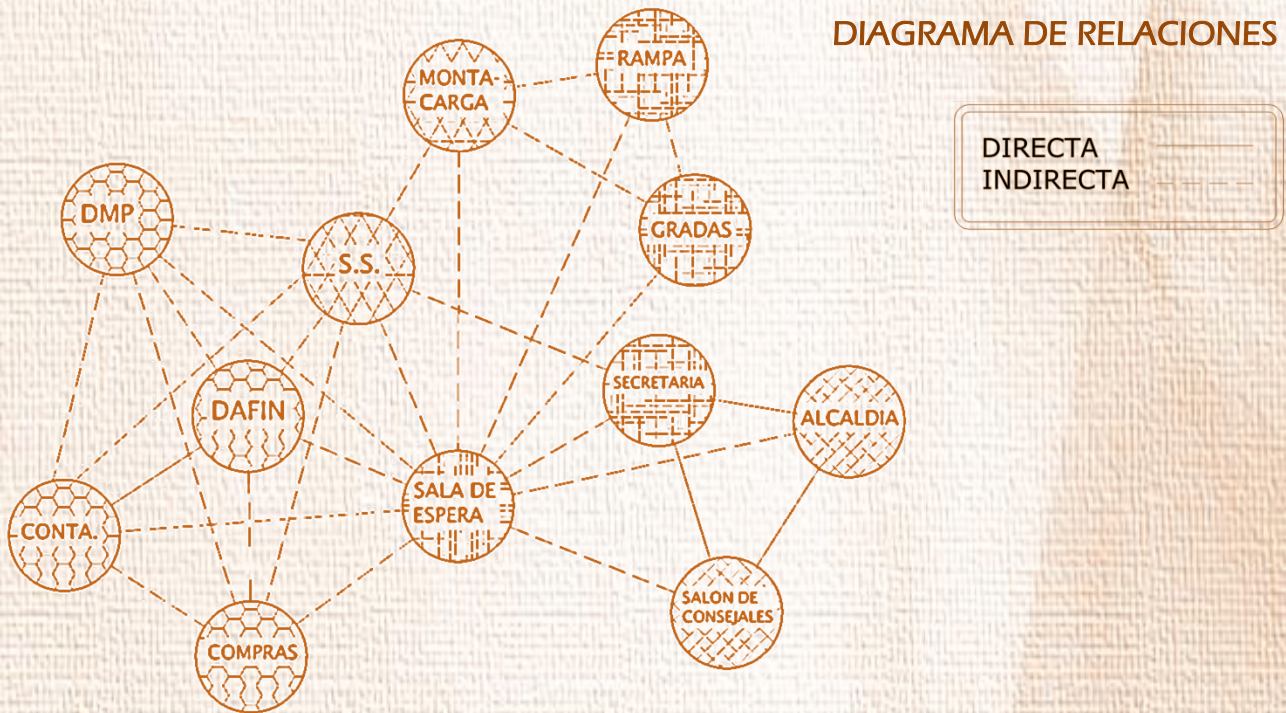 DIAGRAMA DE RELACIONES
DIRECTA
INDIRECTA
MONTA-
CARGA
RAMPA
DMP
S.S.
GRADAS
SECRETARIA
DAFIN
ALCALDIA
SALA DE
ESPERA
CONTA.
SALON DE
CONSEJALES
COMPRAS